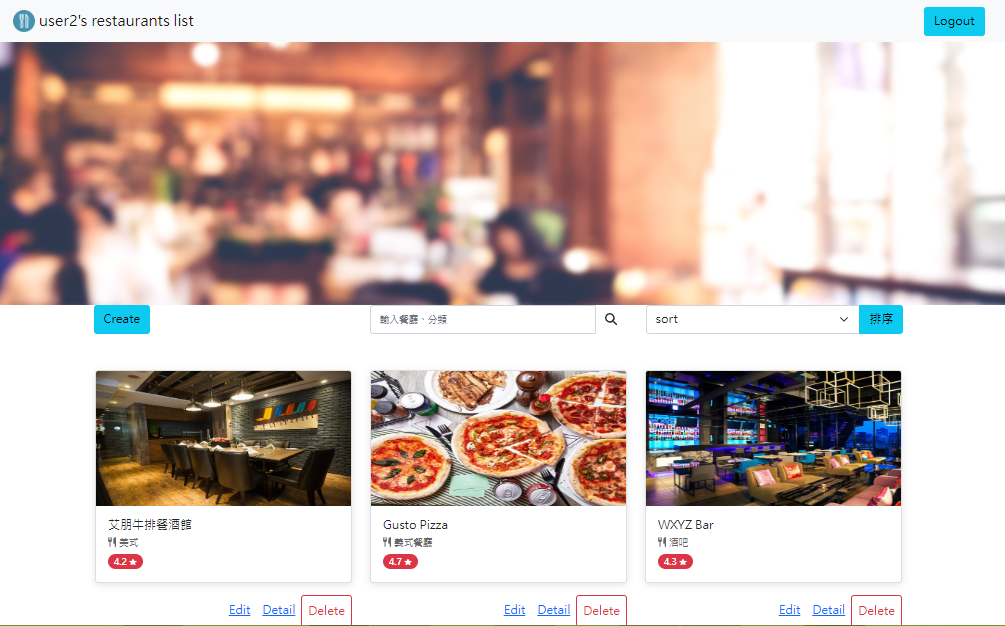 user2's restaurants list
Logout
Create
輸入餐廳、分類
sort
排序
艾朋牛排餐酒館
美式
4.2 ★
Gusto Pizza
義式餐廳
4.7 ★
WXYZ Bar
酒吧
4.3 ★
Edit Detail Delete
Edit Detail Delete
Edit Detail Delete